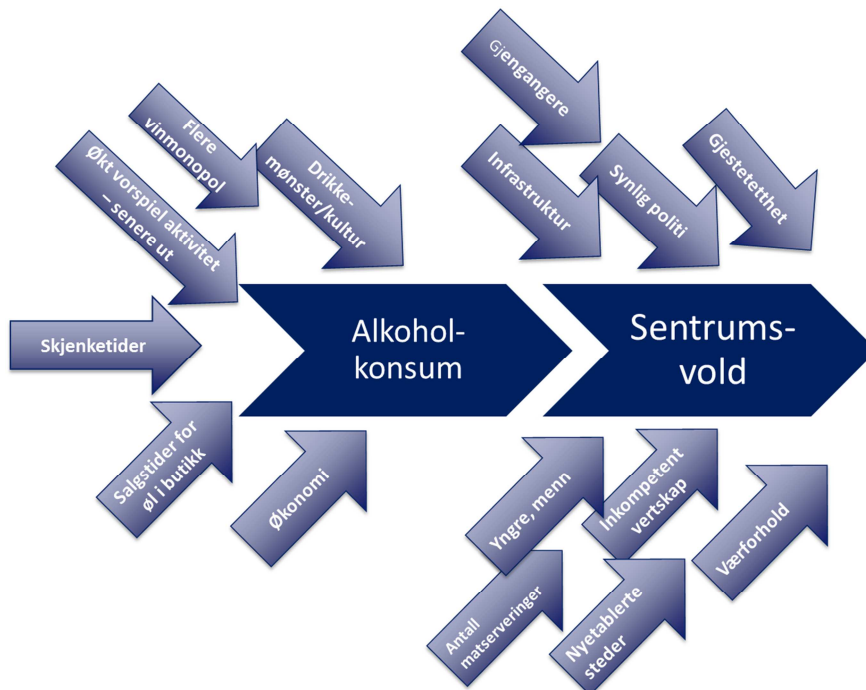 Gjengangere
Flere
vinmonopol
Drikke-
mønster/kultur
Økt vorspiel aktivitet
– senere ut
Infrastruktur
Synlig politi
Gjestetetthet
Skjenketider
Alkohol-
konsum
Sentrums-
vold
Salgstider for
øl i butikk
Økonomi
Yngre, menn
Inkompetent
vertskap
Værforhold
Antall
matserveringer
Nyetablerte
steder